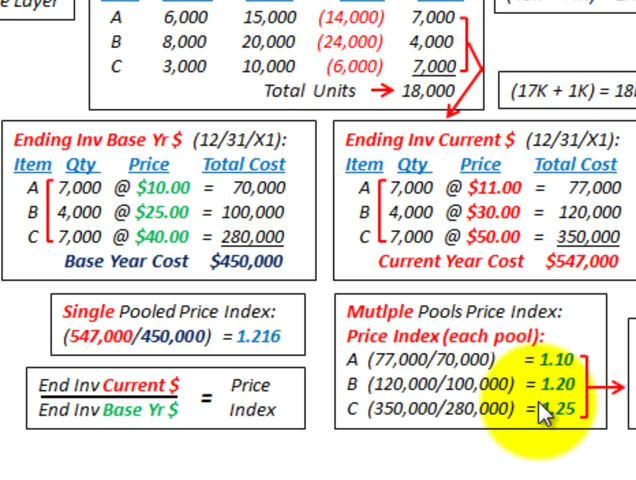 e Layer
A 6,000 15,000 (14,000) 7,000
B 8,000 20,000 (24,000) 4,000
C 3,000 10,000 (6,000) 7,000
Total Units 18,000
(17K + 1K) = 18
Ending Inv Base Yr $ (12/31/X1):
Item Qty Price Total Cost
A 7,000 @ $10.00 = 70,000
B 4,000 @ $25.00 = 100,000
C 7,000 @ $40.00 = 280,000
Base Year Cost $450,000
Ending Inv Current $ (12/31/X1):
Item Qty Price Total Cost
A 7,000 @ $11.00 = 77,000
B 4,000 @ $30.00 = 120,000
C 7,000 @ $50.00 = 350,000
Current Year Cost $547,000
Single Pooled Price Index:
(547,000/450,000) = 1.216
End Inv Current $ = Price
End Inv Base Yr $ Index
Mutlple Pools Price Index:
Price Index (each pool):
A (77,000/70,000) = 1.10
B (120,000/100,000) = 1.20
C (350,000/280,000) = 1.25